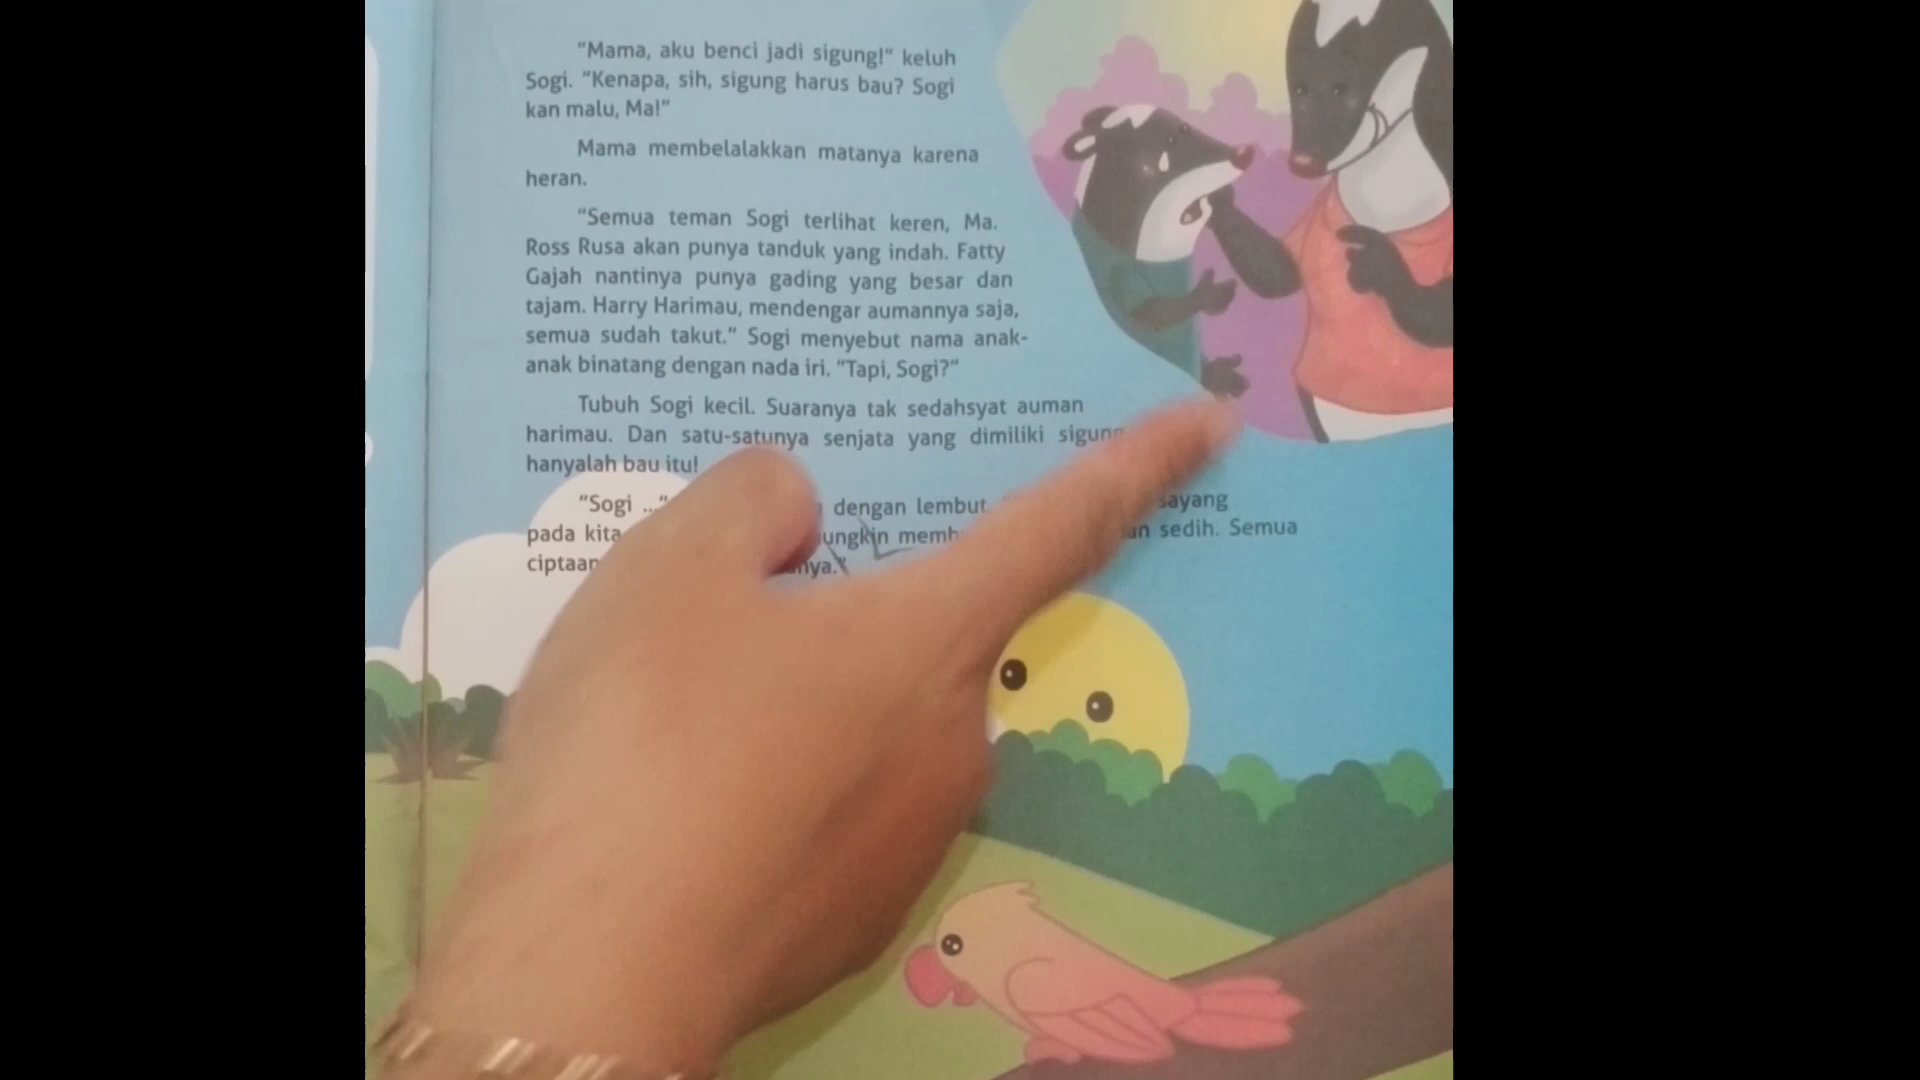 "Mama, aku benci jadi sigung!" keluh
Sogi. "Kenapa, sih, sigung harus bau? Sogi
kan malu, Ma!"
Mama membelalakkan matanya karena
heran.
"Semua teman Sogi terlihat keren, Ma.
Ross Rusa akan punya tanduk yang indah. Fatty
Gajah nantinya punya gading yang besar dan
tajam. Harry Harimau, mendengar aumannya saja,
semua sudah takut." Sogi menyebut nama anak-
anak binatang dengan nada iri. "Tapi, Sogi?"
Tubuh Sogi kecil. Suaranya tak sedahsyat auman
harimau. Dan satu-satunya senjata yang dimiliki sigung
hanyalah bau itu!
"Sogi ..." dengan lembut. sayang
pada kita sedih. Semua